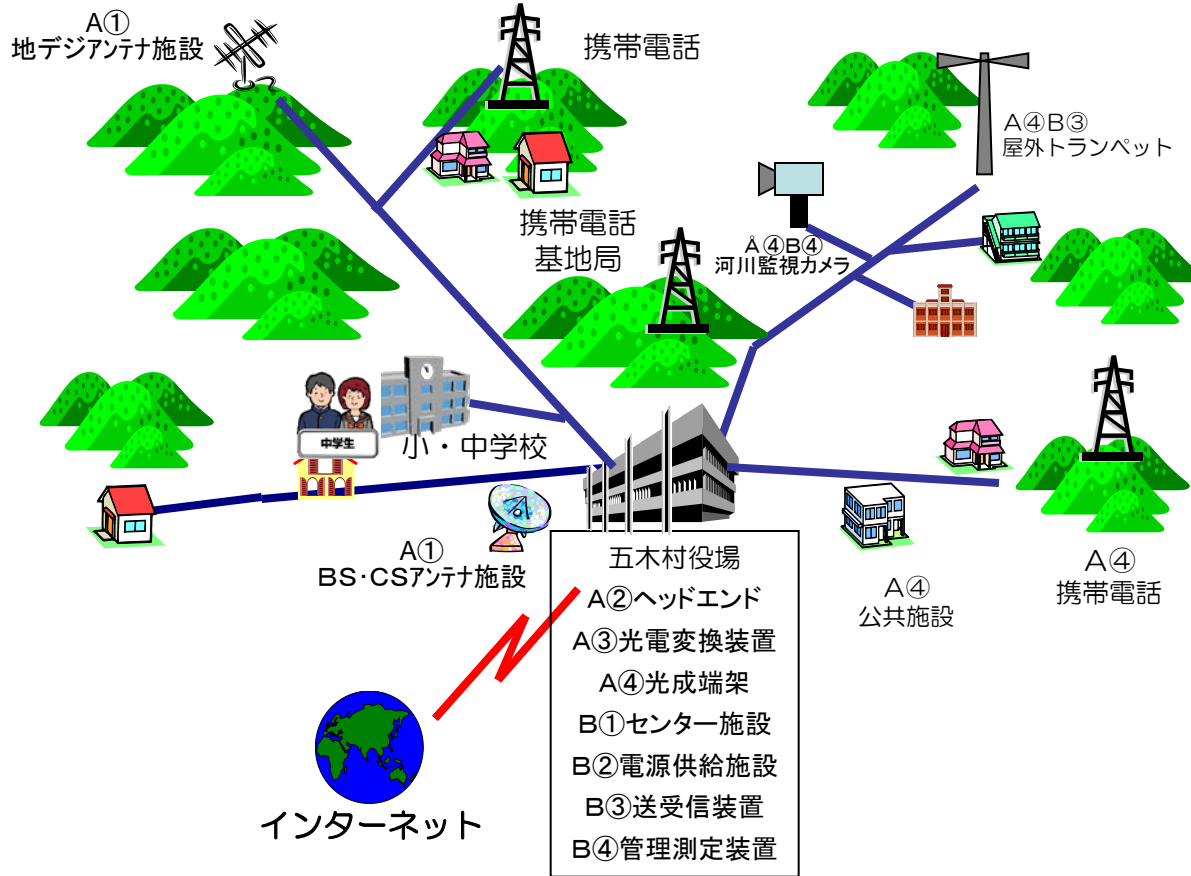 A①
地デジアンテナ施設
携帯電話
A④B③
屋外トランペット
携帯電話
基地局
A④B④
河川監視カメラ
中学生
小・中学校
A①
BS・CSアンテナ施設
五木村役場
A②ヘッドエンド
A③光電変換装置
A④光成端架
B①センター施設
B②電源供給施設
B③送受信装置
B④管理測定装置
A④
公共施設
A④
携帯電話
インターネット